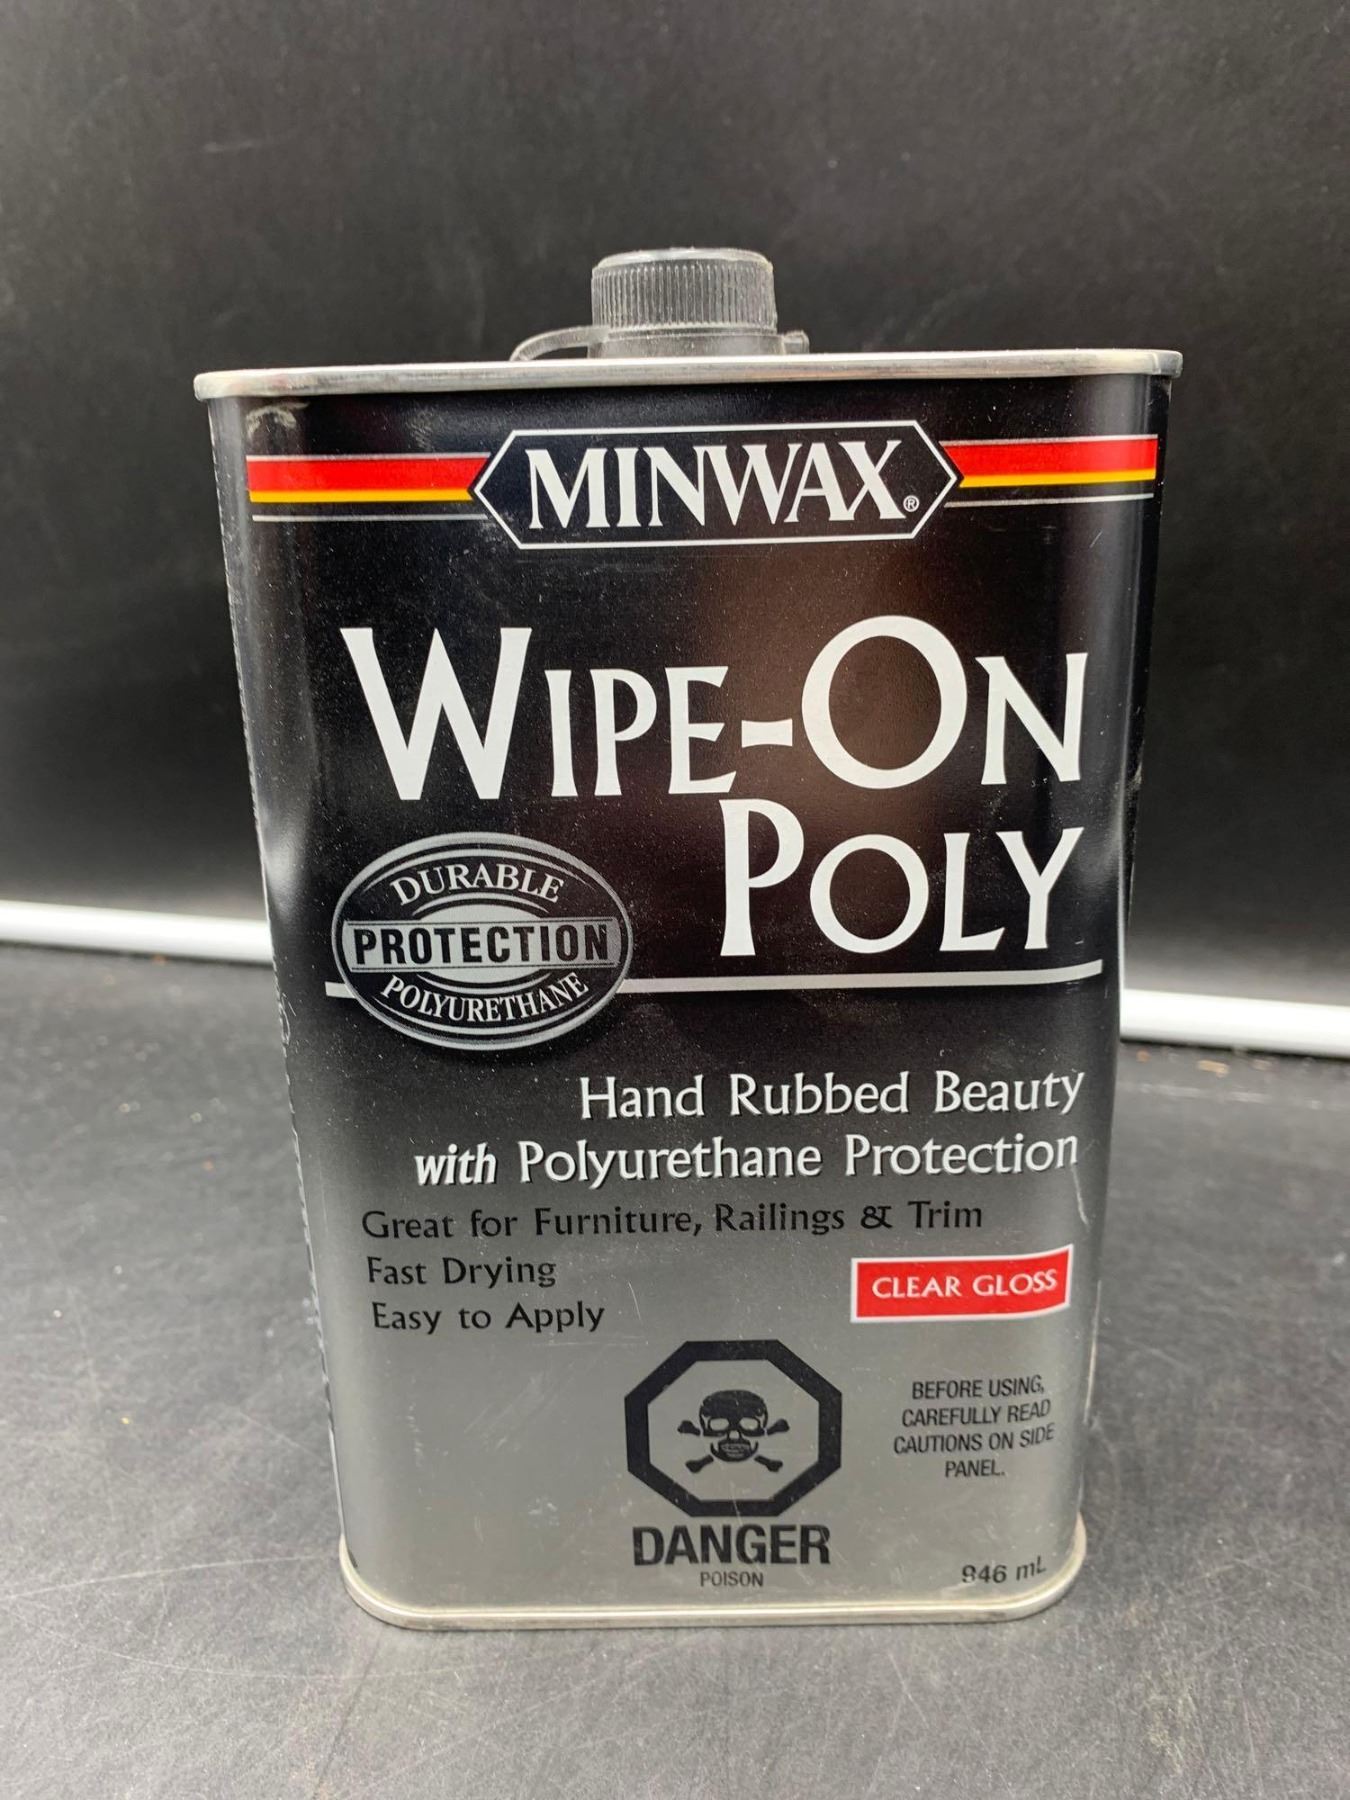 MINWAX®
WIPE-ON
POLY
DURABLE
PROTECTION
POLYURETHANE
Hand Rubbed Beauty
with Polyurethane Protection
Great for Furniture, Railings & Trim
Fast Drying
Easy to Apply
CLEAR GLOSS
BEFORE USING,
CAREFULLY READ
CAUTIONS ON SIDE
PANEL.
DANGER
POISON
946 mL